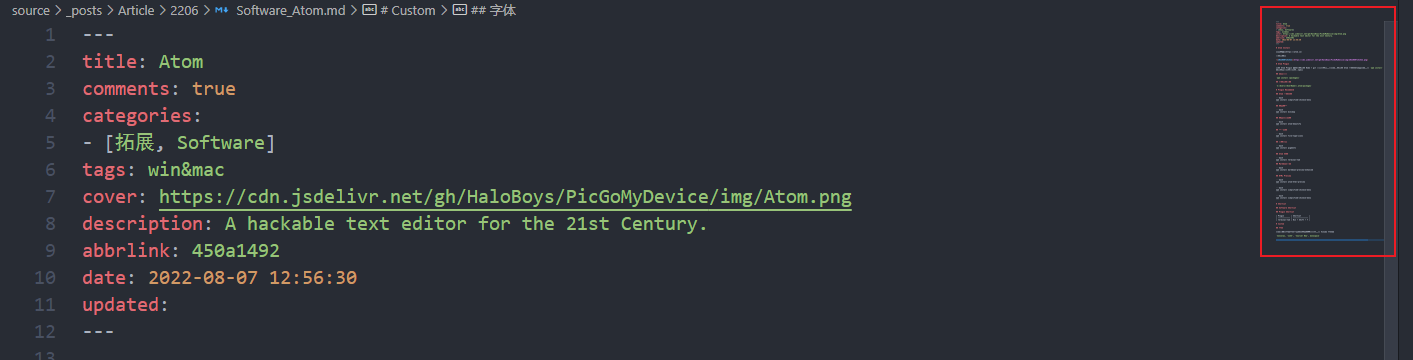 source > _posts > Article > 2206 > Software_Atom.md > # Custom > ## 字体
1 ---
2 title: Atom
3 comments: true
4 categories:
5 - [拓展, Software]
6 tags: win&mac
7 cover: https://cdn.jsdelivr.net/gh/HaloBoys/PicGoMyDevice/img/Atom.png
8 description: A hackable text editor for the 21st Century.
9 abbrlink: 450a1492
10 date: 2022-08-07 12:56:30
11 updated:
12 ---
13